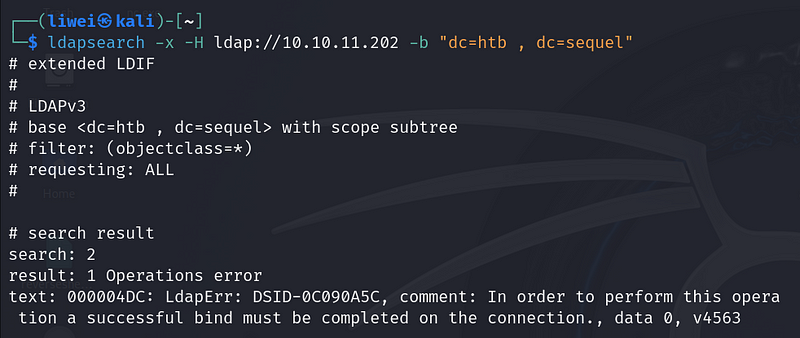 ┌──(liwei㉿kali)-[~]
└─$ ldapsearch -x -H ldap://10.10.11.202 -b "dc=htb , dc=sequel"
# extended LDIF
#
# LDAPv3
# base <dc=htb , dc=sequel> with scope subtree
# filter: (objectclass=*)
# requesting: ALL
#
Home
# search result
search: 2
result: 1 Operations error
text: 000004DC: LdapErr: DSID-0C090A5C, comment: In order to perform this opera
tion a successful bind must be completed on the connection., data 0, v4563